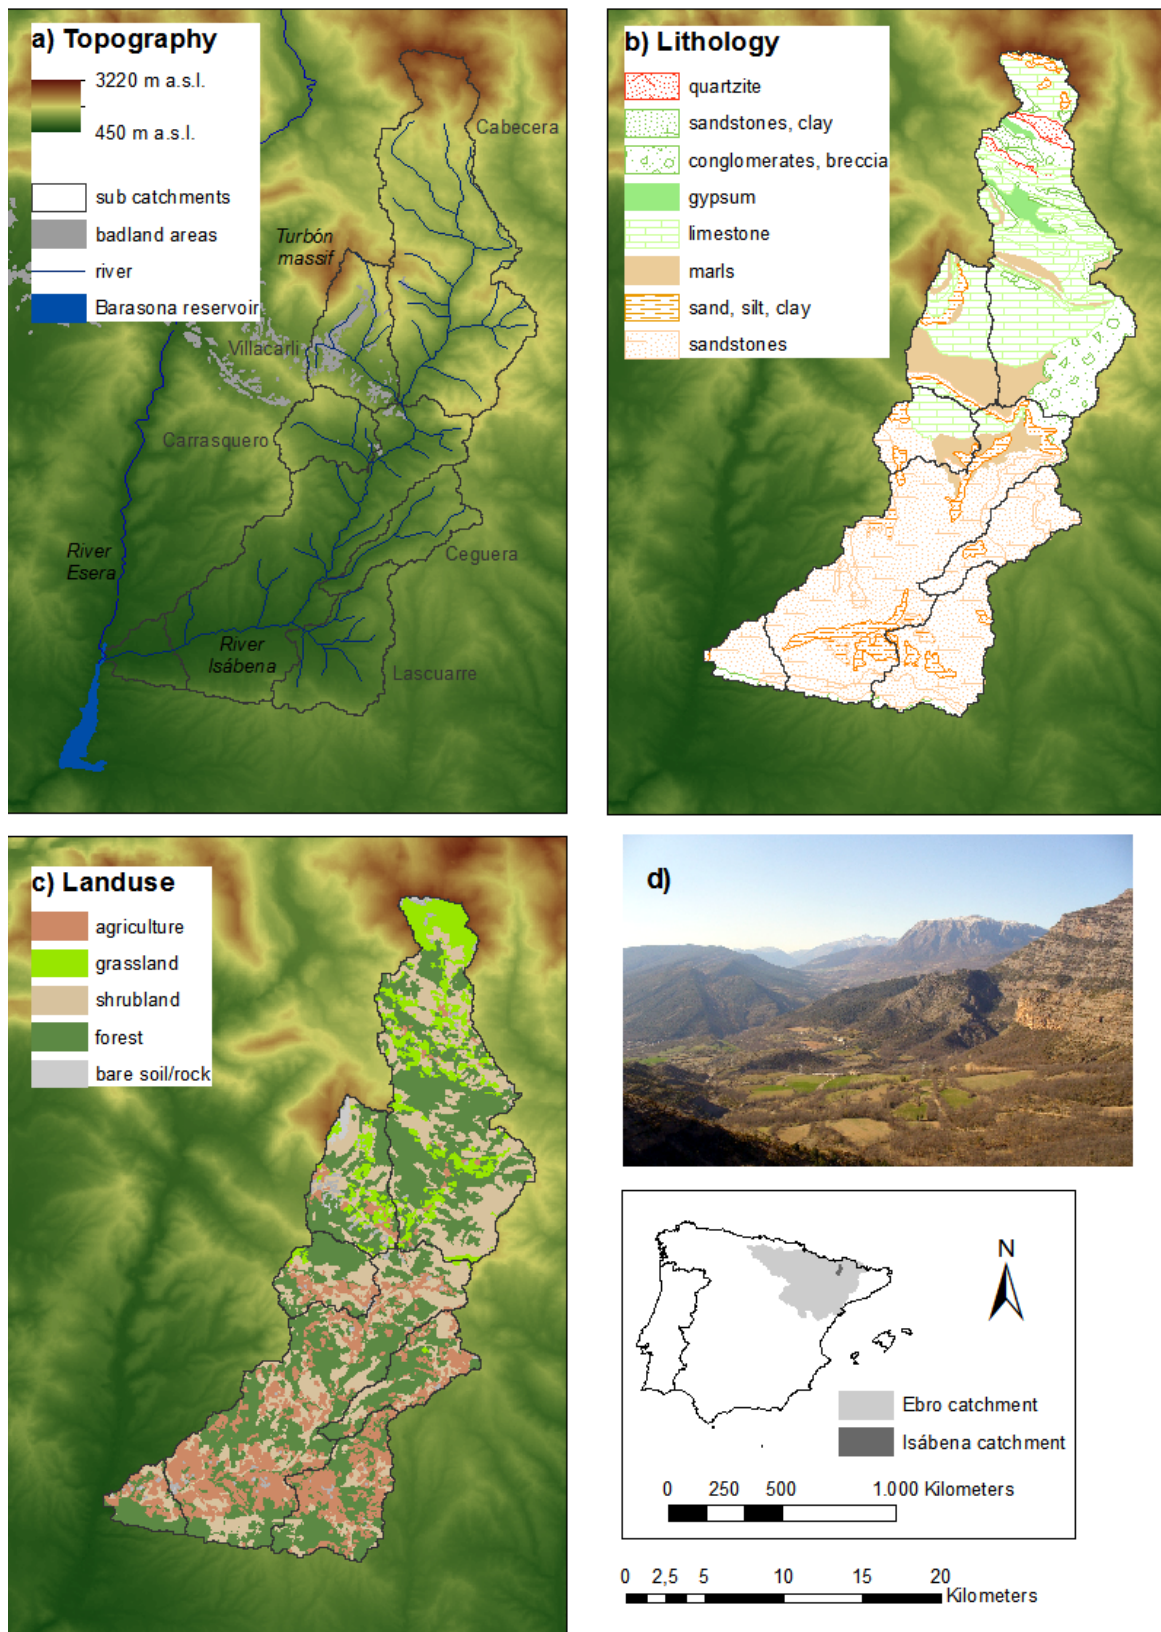 a) Topography
3220 m a.s.l.
450 m a.s.l.
sub catchments
badland areas
river
Barasona reservoir
Cabecera
Turbón
massif
Villacarli
Carrasquero
River
Esera
Ceguera
River
Isábena
Lascuarre
b) Lithology
quartzite
sandstones, clay
conglomerates, breccia
gypsum
limestone
marls
sand, silt, clay
sandstones
c) Landuse
agriculture
grassland
shrubland
forest
bare soil/rock
d)
N
Ebro catchment
Isábena catchment
0 250 500 1.000 Kilometers
0 2,5 5 10 15 20
Kilometers